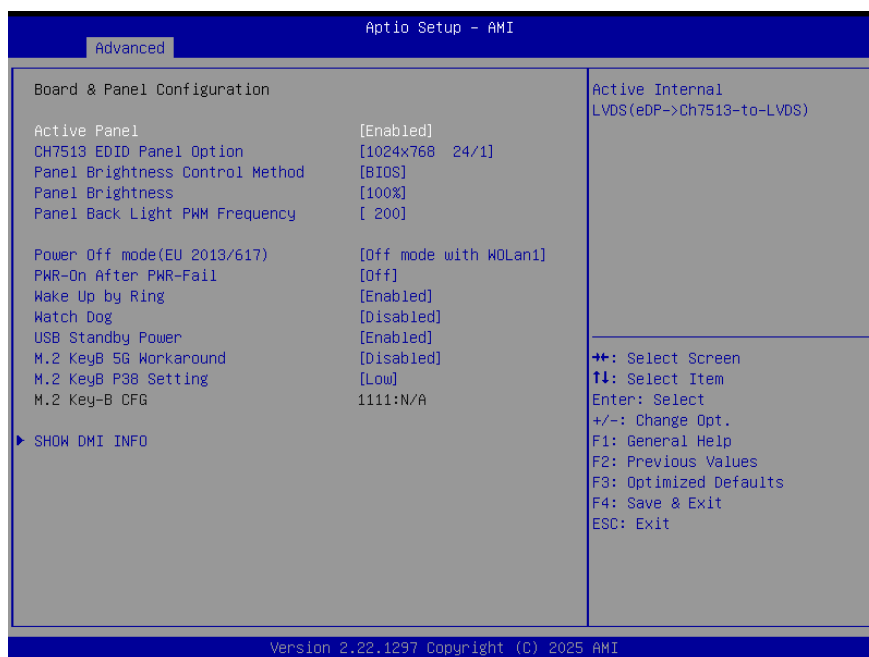 Aptio Setup - AMI
Advanced
Board & Panel Configuration
Active Panel [Enabled]
CH7513 EDID Panel Option [1024x768 24/1]
Panel Brightness Control Method [BIOS]
Panel Brightness [100%]
Panel Back Light PWM Frequency [ 200]
Power Off mode(EU 2013/617) [Off mode with WOLan1]
PWR-On After PWR-Fail [Off]
Wake Up by Ring [Enabled]
Watch Dog [Disabled]
USB Standby Power [Enabled]
M.2 KeyB 5G Workaround [Disabled]
M.2 KeyB P38 Setting [Low]
M.2 Key-B CFG 1111:N/A
SHOW DMI INFO
Active Internal
LVDS(eDP->Ch7513-to-LVDS)
→←: Select Screen
↑↓: Select Item
Enter: Select
+/-: Change Opt.
F1: General Help
F2: Previous Values
F3: Optimized Defaults
F4: Save & Exit
ESC: Exit
Version 2.22.1297 Copyright (C) 2025 AMI